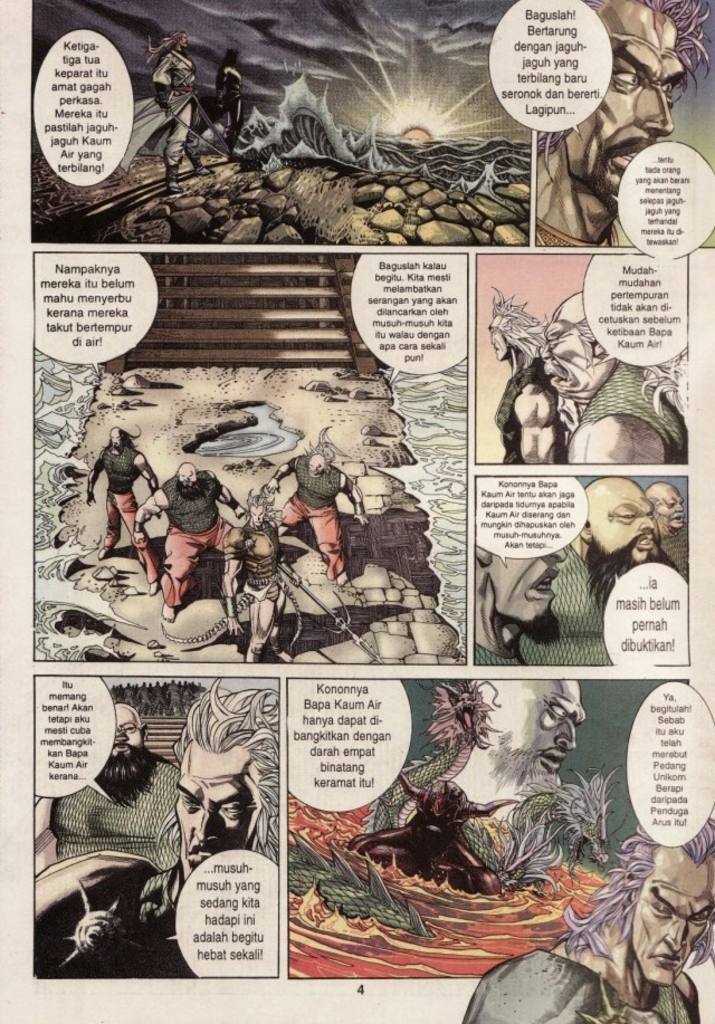 Ketiga-
tiga tua
keparat itu
amat gagah
perkasa.
Mereka itu
pastilah jaguh-
jaguh Kaum
Air yang
terbilang!
Baguslah!
Bertarung
dengan jaguh-
jaguh yang
terbilang baru
seronok dan bererti.
Lagipun...
...tentu
tiada orang
yang akan berani
menentang
selepas jaguh-
jaguh yang
terhandal
mereka itu di-
tewaskan!
Nampaknya
mereka itu belum
mahu menyerbu
kerana mereka
takut bertempur
di air!
Baguslah kalau
begitu. Kita mesti
melambatkan
serangan yang akan
dilancarkan oleh
musuh-musuh kita
itu walau dengan
apa cara sekali
pun!
Mudah-
mudahan
pertempuran
tidak akan di-
cetuskan sebelum
ketibaan Bapa
Kaum Air!
Kononnya Bapa
Kaum Air tentu akan jaga
daripada tidurnya apabila
Kaum Air diserang dan
mungkin dihapuskan oleh
musuh-musuhnya.
Akan tetapi...
...ia
masih belum
pernah
dibuktikan!
Itu
memang
benar! Akan
tetapi aku
mesti cuba
membangkit-
kan Bapa
Kaum Air
kerana...
...musuh-
musuh yang
sedang kita
hadapi ini
adalah begitu
hebat sekali!
Kononnya
Bapa Kaum Air
hanya dapat di-
bangkitkan dengan
darah empat
binatang
keramat itu!
Ya,
begitulah!
Sebab
itu aku
telah
merebut
Pedang
Unikorn
Berapi
daripada
Penduga
Arus itu!
4